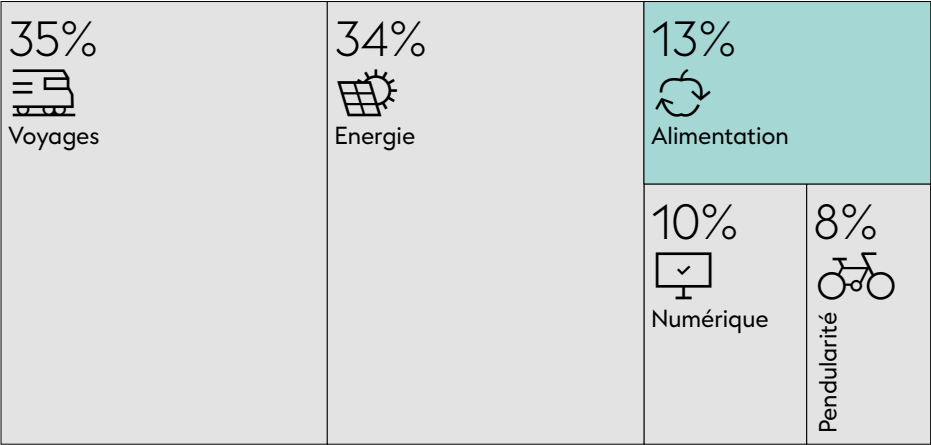 35%
Voyages
34%
Energie
13%
Alimentation
10%
Numérique
8%
Pendularité